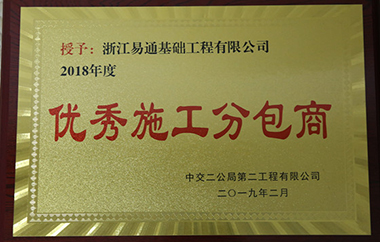 授予：浙江易通基础工程有限公司
2018年度
优秀施工分包商
中交二公局第二工程有限公司
二〇一九年二月